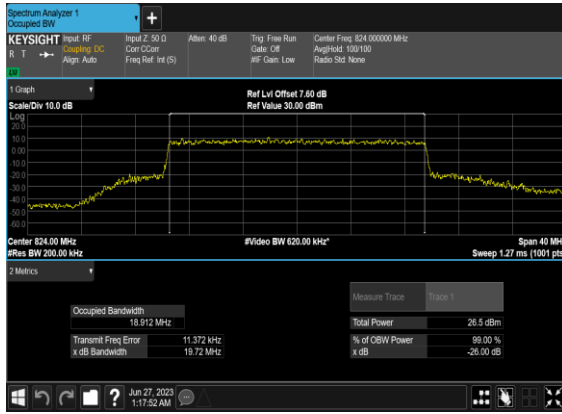 Spectrum Analyzer 1
Occupied BW
KEYSIGHT Input: RF Input Z: 50 Ω Atten: 40 dB Trig: Free Run Center Freq: 824.000000 MHz
R T Coupling: DC Corr CCorr Gate: Off Avg|Hold: 100/100
Align: Auto Freq Ref: Int (S) #IF Gain: Low Radio Std: None
LW
1 Graph Ref Lvl Offset 7.60 dB
Scale/Div 10.0 dB Ref Value 30.00 dBm
Log
20.0
10.0
0.00
-10.0
-20.0
-30.0
-40.0
-50.0
-60.0
Center 824.00 MHz #Video BW 620.00 kHz* Span 40 MHz
#Res BW 200.00 kHz Sweep 1.27 ms (1001 pts)
2 Metrics
Measure Trace Trace 1
Occupied Bandwidth
18.912 MHz Total Power 26.5 dBm
Transmit Freq Error 11.372 kHz % of OBW Power 99.00 %
x dB Bandwidth 19.72 MHz x dB -26.00 dB
Jun 27, 2023
1:17:52 AM